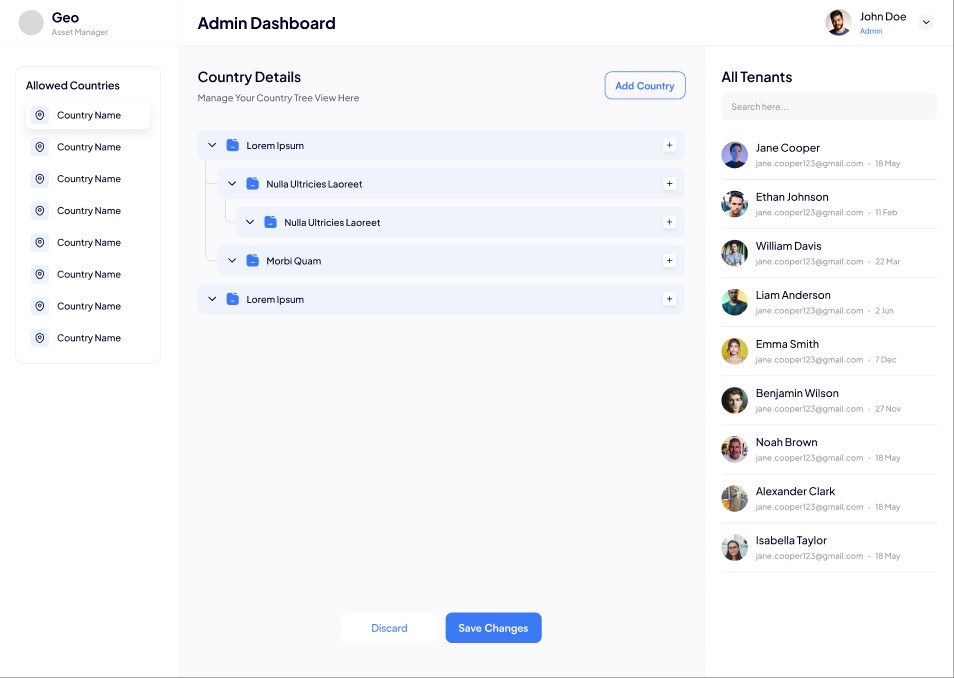 Geo
Asset Manager
Admin Dashboard
John Doe
Admin
Allowed Countries
Country Name
Country Name
Country Name
Country Name
Country Name
Country Name
Country Name
Country Name
Country Details
Manage Your Country Tree View Here
Add Country
Lorem Ipsum
+
Nulla Ultricies Laoreet
+
Nulla Ultricies Laoreet
+
Morbi Quam
+
Lorem Ipsum
+
Discard
Save Changes
All Tenants
Search here...
Jane Cooper
jane.cooper123@gmail.com • 18 May
Ethan Johnson
jane.cooper123@gmail.com • 11 Feb
William Davis
jane.cooper123@gmail.com • 22 Mar
Liam Anderson
jane.cooper123@gmail.com • 2 Jun
Emma Smith
jane.cooper123@gmail.com • 7 Dec
Benjamin Wilson
jane.cooper123@gmail.com • 27 Nov
Noah Brown
jane.cooper123@gmail.com • 18 May
Alexander Clark
jane.cooper123@gmail.com • 18 May
Isabella Taylor
jane.cooper123@gmail.com • 18 May